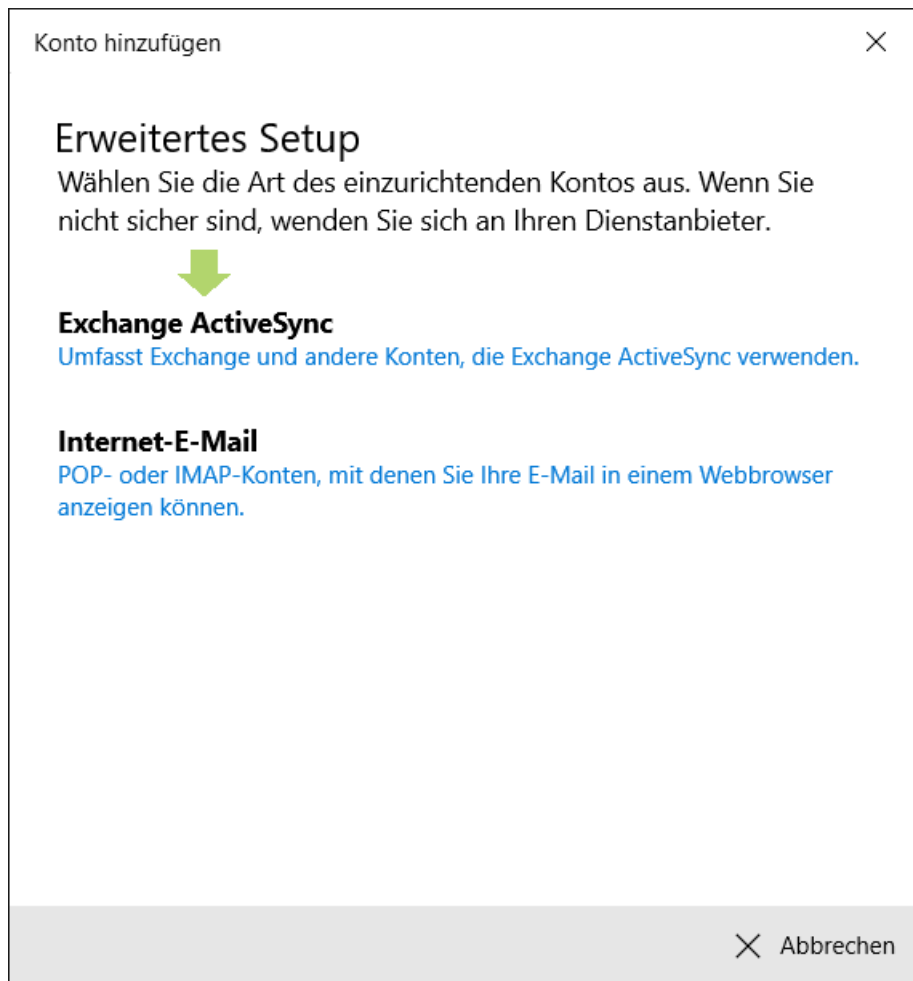 Konto hinzufügen
Erweitertes Setup
Wählen Sie die Art des einzurichtenden Kontos aus. Wenn Sie
nicht sicher sind, wenden Sie sich an Ihren Dienstanbieter.
Exchange ActiveSync
Umfasst Exchange und andere Konten, die Exchange ActiveSync verwenden.
Internet-E-Mail
POP- oder IMAP-Konten, mit denen Sie Ihre E-Mail in einem Webbrowser
anzeigen können.
Abbrechen